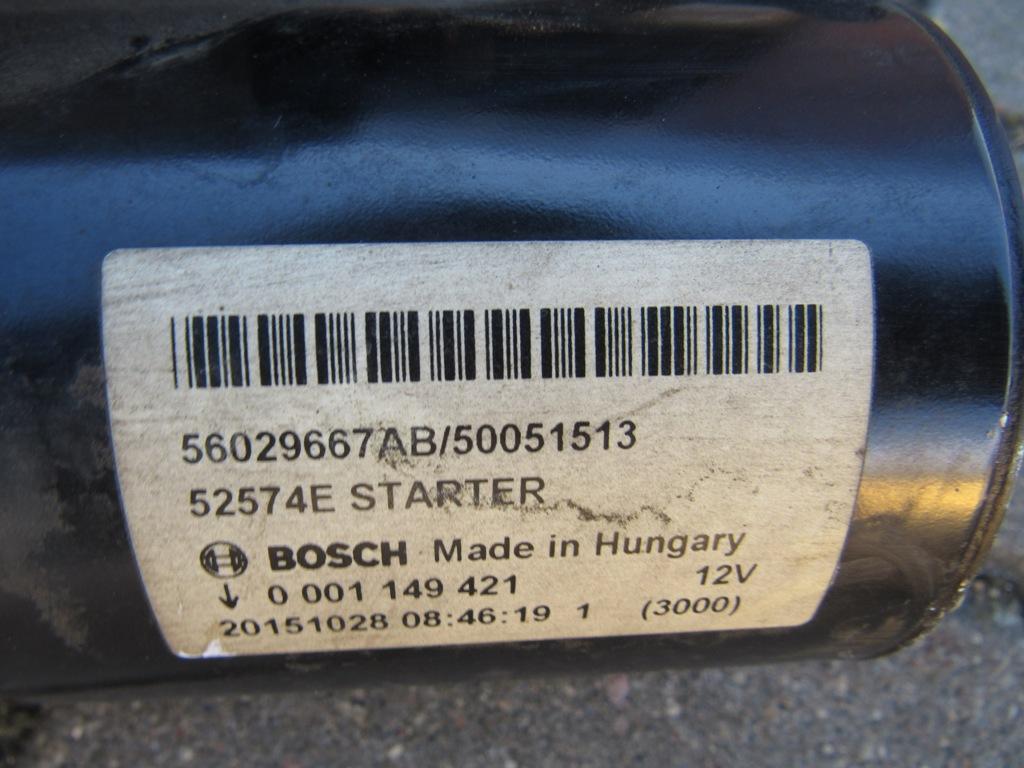 56029667AB/50051513
52574E STARTER
BOSCH Made in Hungary
↓ 0 001 149 421 12V
20151028 08:46:19 1 (3000)